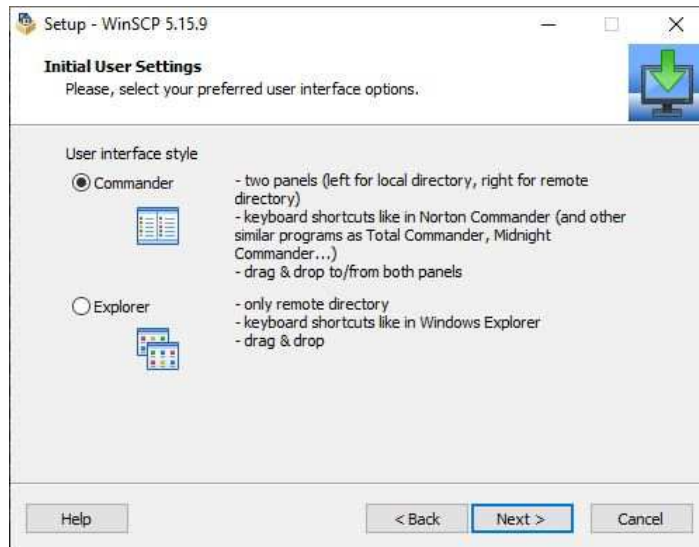 Setup - WinSCP 5.15.9
Initial User Settings
Please, select your preferred user interface options.
User interface style
Commander
- two panels (left for local directory, right for remote
directory)
- keyboard shortcuts like in Norton Commander (and other
similar programs as Total Commander, Midnight
Commander...)
- drag & drop to/from both panels
Explorer
- only remote directory
- keyboard shortcuts like in Windows Explorer
- drag & drop
Help
< Back
Next >
Cancel